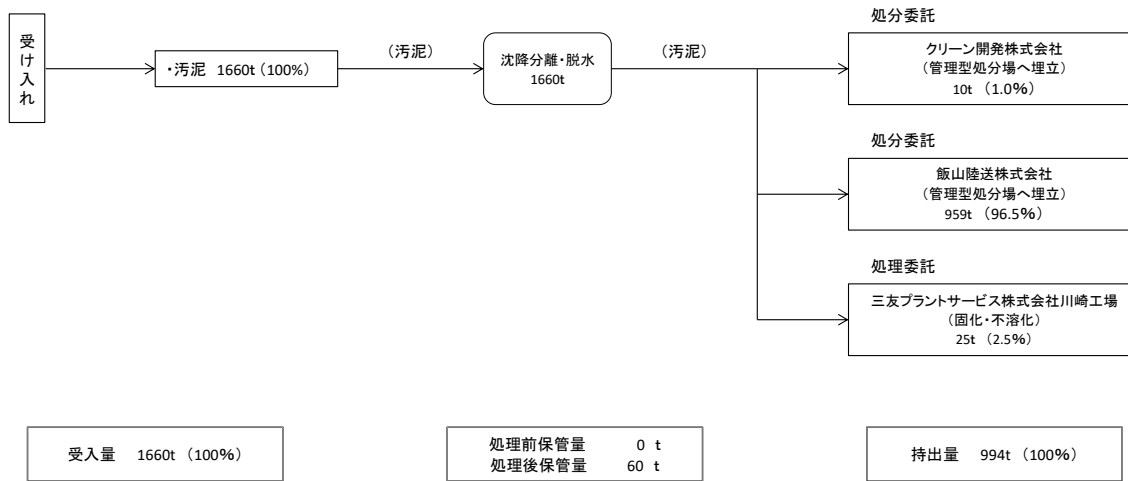 受け入れ
・汚泥 1660t (100%)
（汚泥）
沈降分離・脱水
1660t
（汚泥）
処分委託
クリーン開発株式会社
（管理型処分場へ埋立）
10t （1.0％）
処分委託
飯山陸送株式会社
（管理型処分場へ埋立）
959t （96.5％）
処理委託
三友プラントサービス株式会社川崎工場
（固化・不溶化）
25t （2.5％）
受入量 1660t （100％）
処理前保管量 0 t
処理後保管量 60 t
持出量 994t （100％）